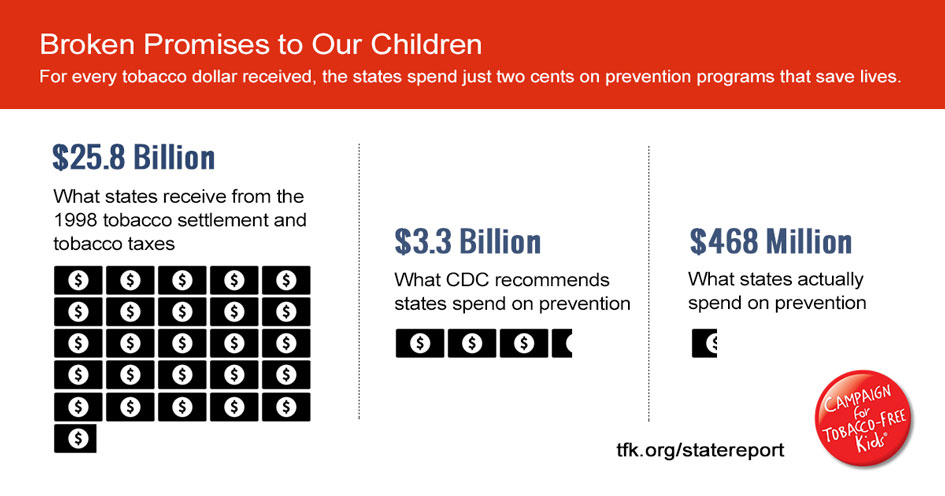 Broken Promises to Our Children
For every tobacco dollar received, the states spend just two cents on prevention programs that save lives.
$25.8 Billion
What states receive from the
1998 tobacco settlement and
tobacco taxes
$3.3 Billion
What CDC recommends
states spend on prevention
$468 Million
What states actually
spend on prevention
$ $ $ $ $
$ $ $ $ $
$ $ $ $ $
$ $ $ $ $
$ $ $ $ $
$
$ $ $
$
CAMPAIGN
for
TOBACCO-FREE
Kids®
tfk.org/statereport